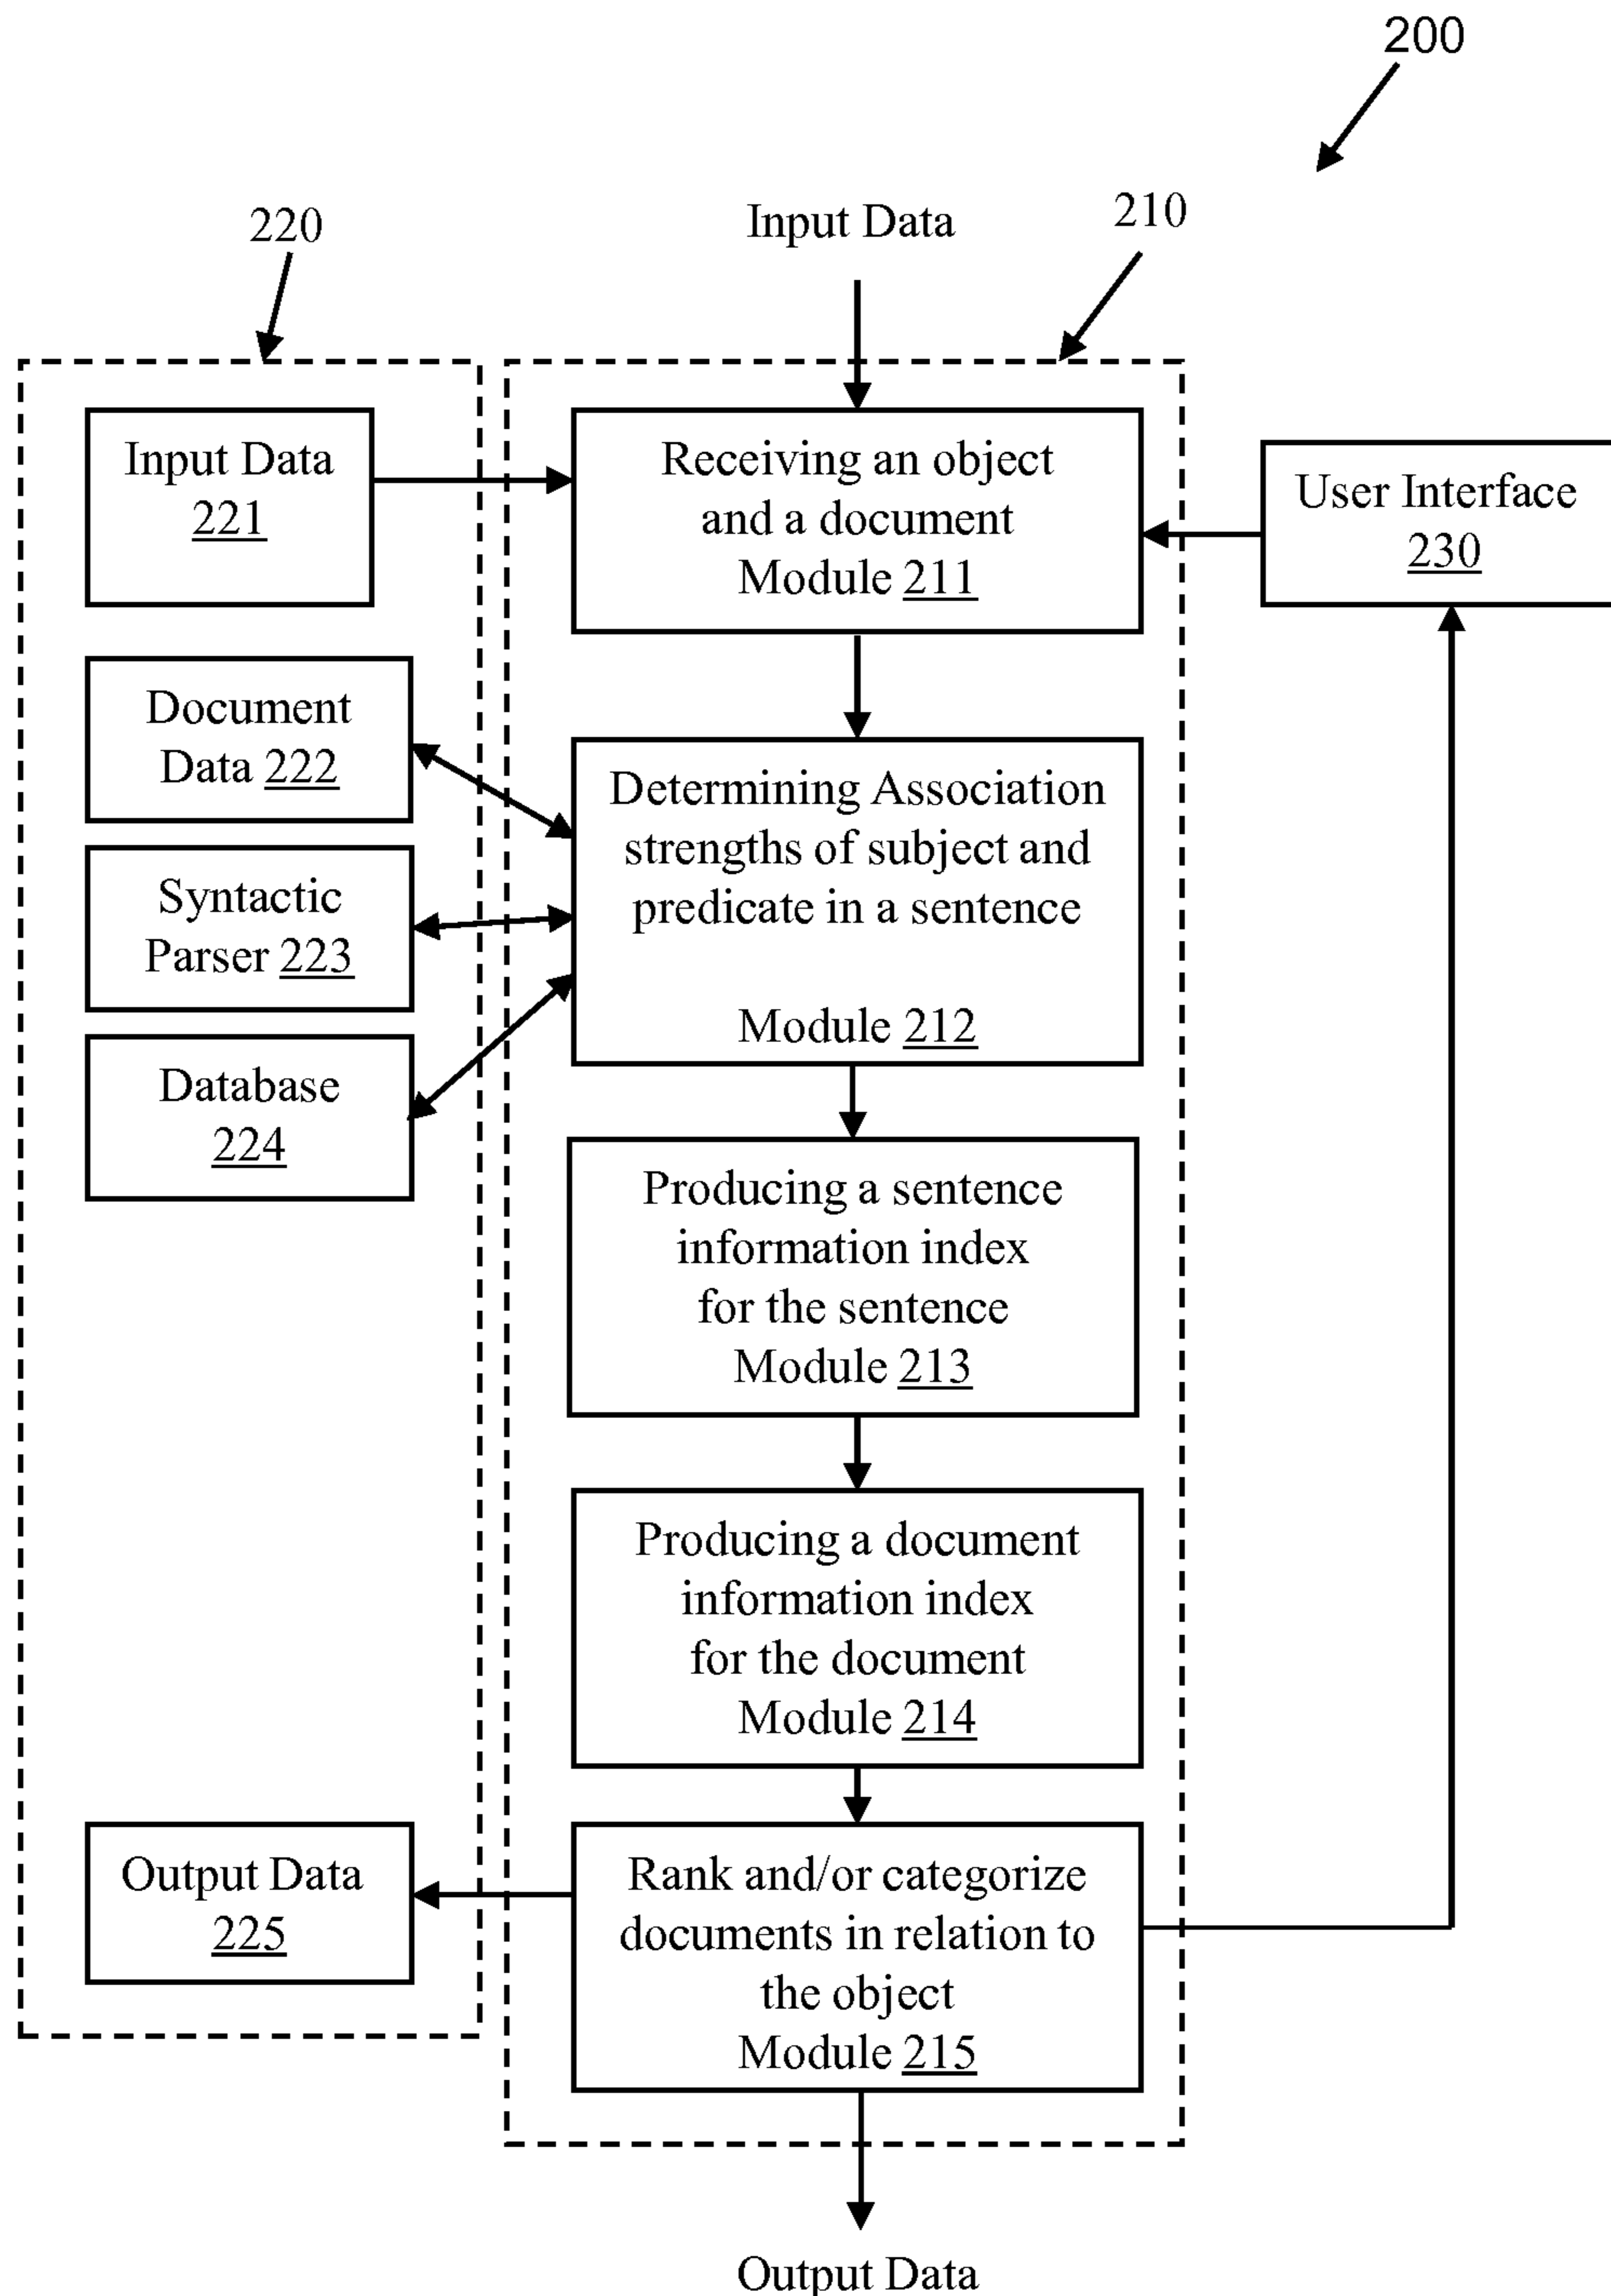 200
220
Input Data
210
Input Data
221
Receiving an object
and a document
Module 211
User Interface
230
Document
Data 222
Determining Association
strengths of subject and
predicate in a sentence
Module 212
Syntactic
Parser 223
Database
224
Producing a sentence
information index
for the sentence
Module 213
Producing a document
information index
for the document
Module 214
Output Data
225
Rank and/or categorize
documents in relation to
the object
Module 215
Output Data